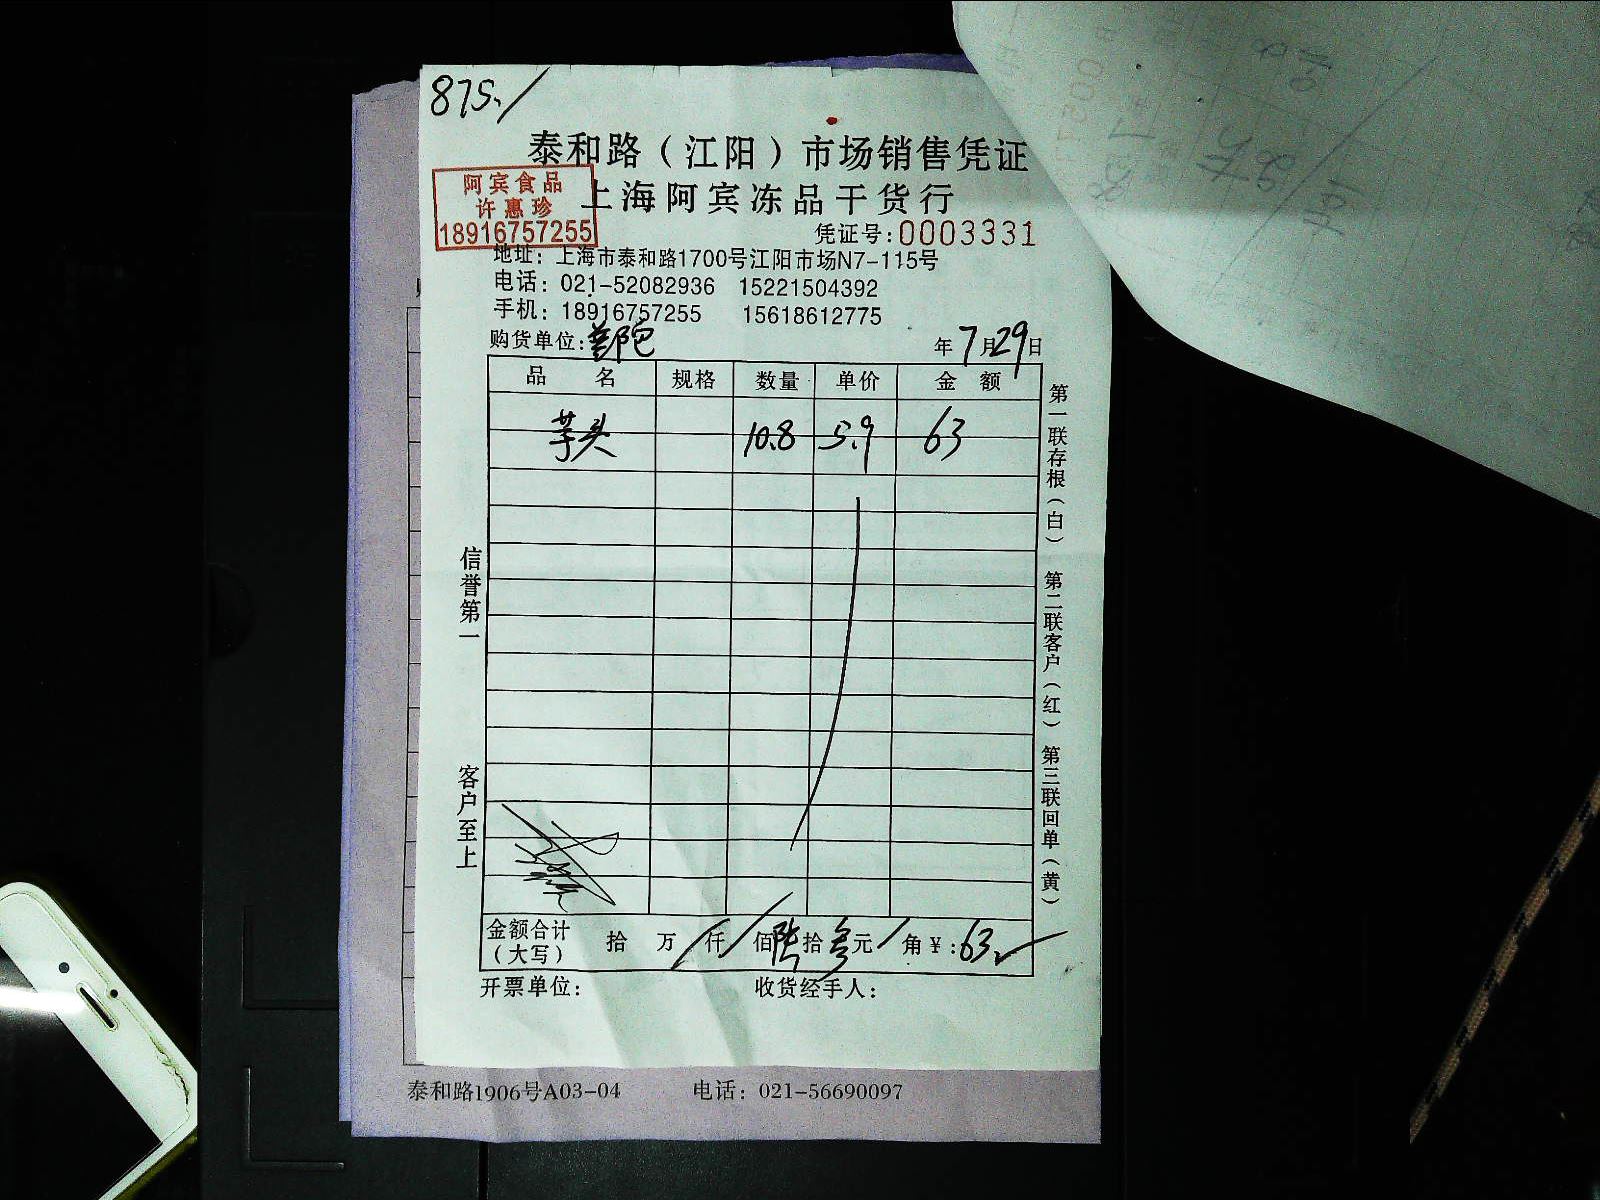 875
泰和路（江阳）市场销售凭证
阿宾食品
许惠珍
18916757255
上海阿宾冻品干货行
凭证号：0003331
地址：上海市泰和路1700号江阳市场N7-115号
电话：021-52082936 15221504392
手机：18916757255 15618612775
购货单位：
年7月29日
品名 规格 数量 单价 金额
芋头 10.8 5.9 63
信誉第一
客户至上
第一联存根（白）
第二联客户（红）
第三联回单（黄）
金额合计（大写） 拾 万 仟 佰陆拾叁元 角￥：63
开票单位：
收货经手人：
泰和路1906号A03-04 电话：021-56690097